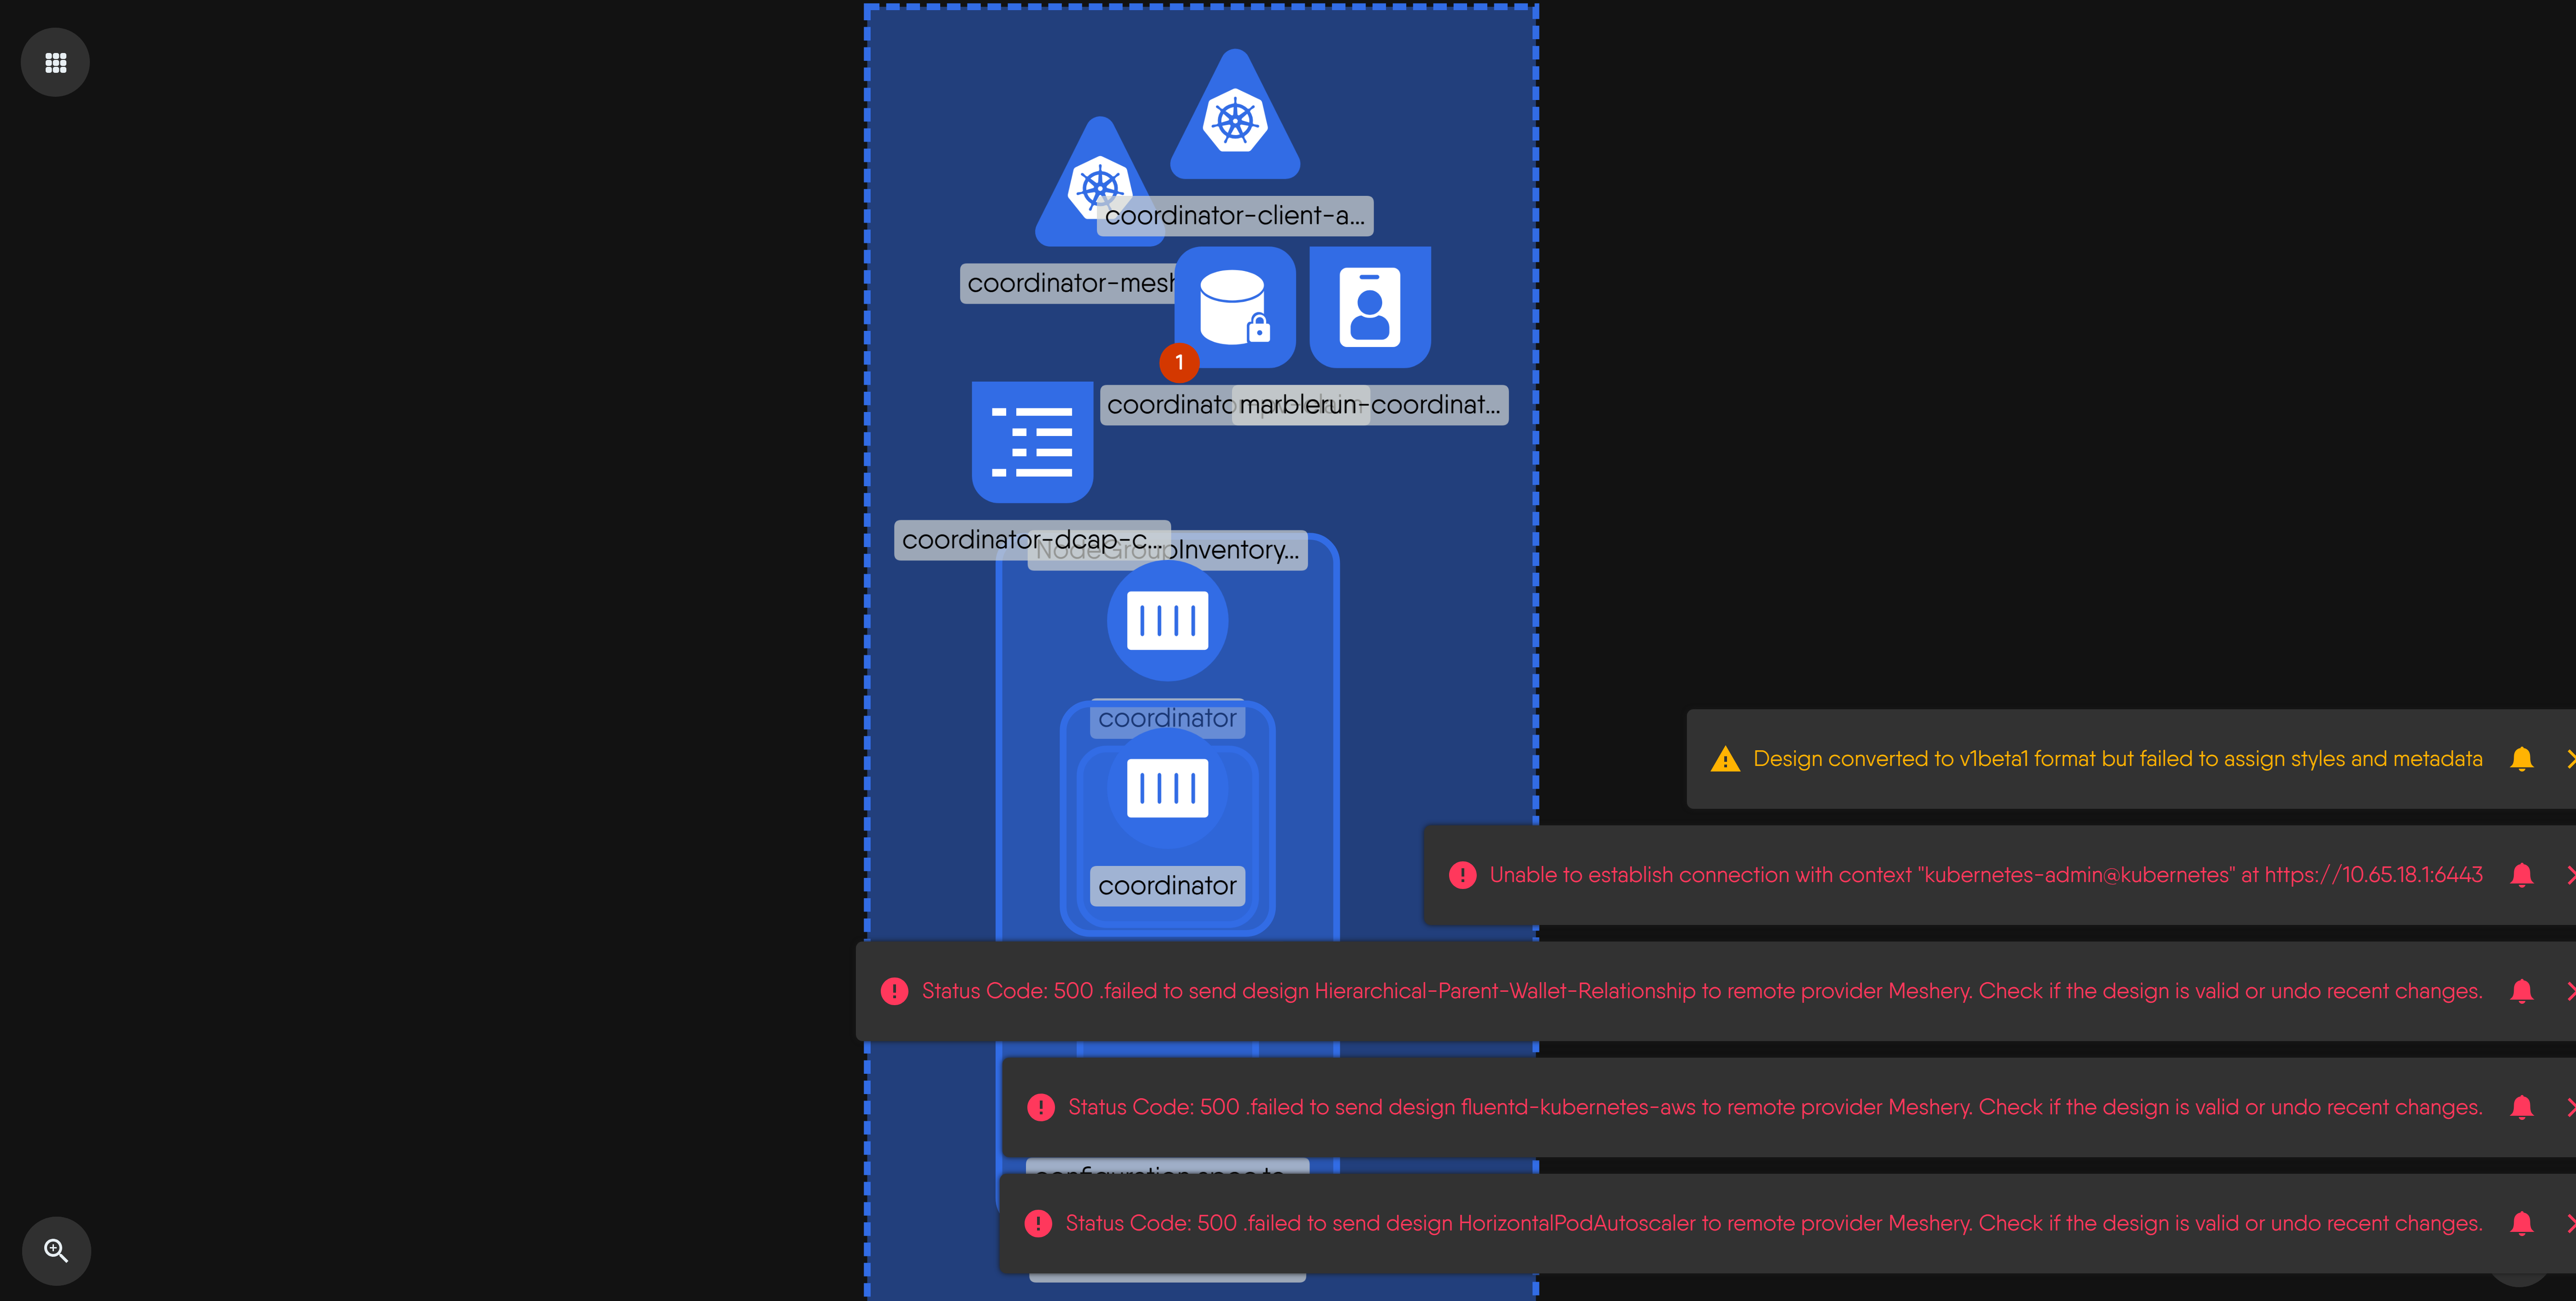 coordinator-client-a...
coordinator-mesh
1
coordinato
marblerun-coordinat...
coordinator-dcap-c...
NodeGroupInventory...
coordinator
coordinator
Design converted to v1beta1 format but failed to assign styles and metadata
Unable to establish connection with context "kubernetes-admin@kubernetes" at https://10.65.18.1:6443
Status Code: 500 .failed to send design Hierarchical-Parent-Wallet-Relationship to remote provider Meshery. Check if the design is valid or undo recent changes.
Status Code: 500 .failed to send design fluentd-kubernetes-aws to remote provider Meshery. Check if the design is valid or undo recent changes.
Status Code: 500 .failed to send design HorizontalPodAutoscaler to remote provider Meshery. Check if the design is valid or undo recent changes.